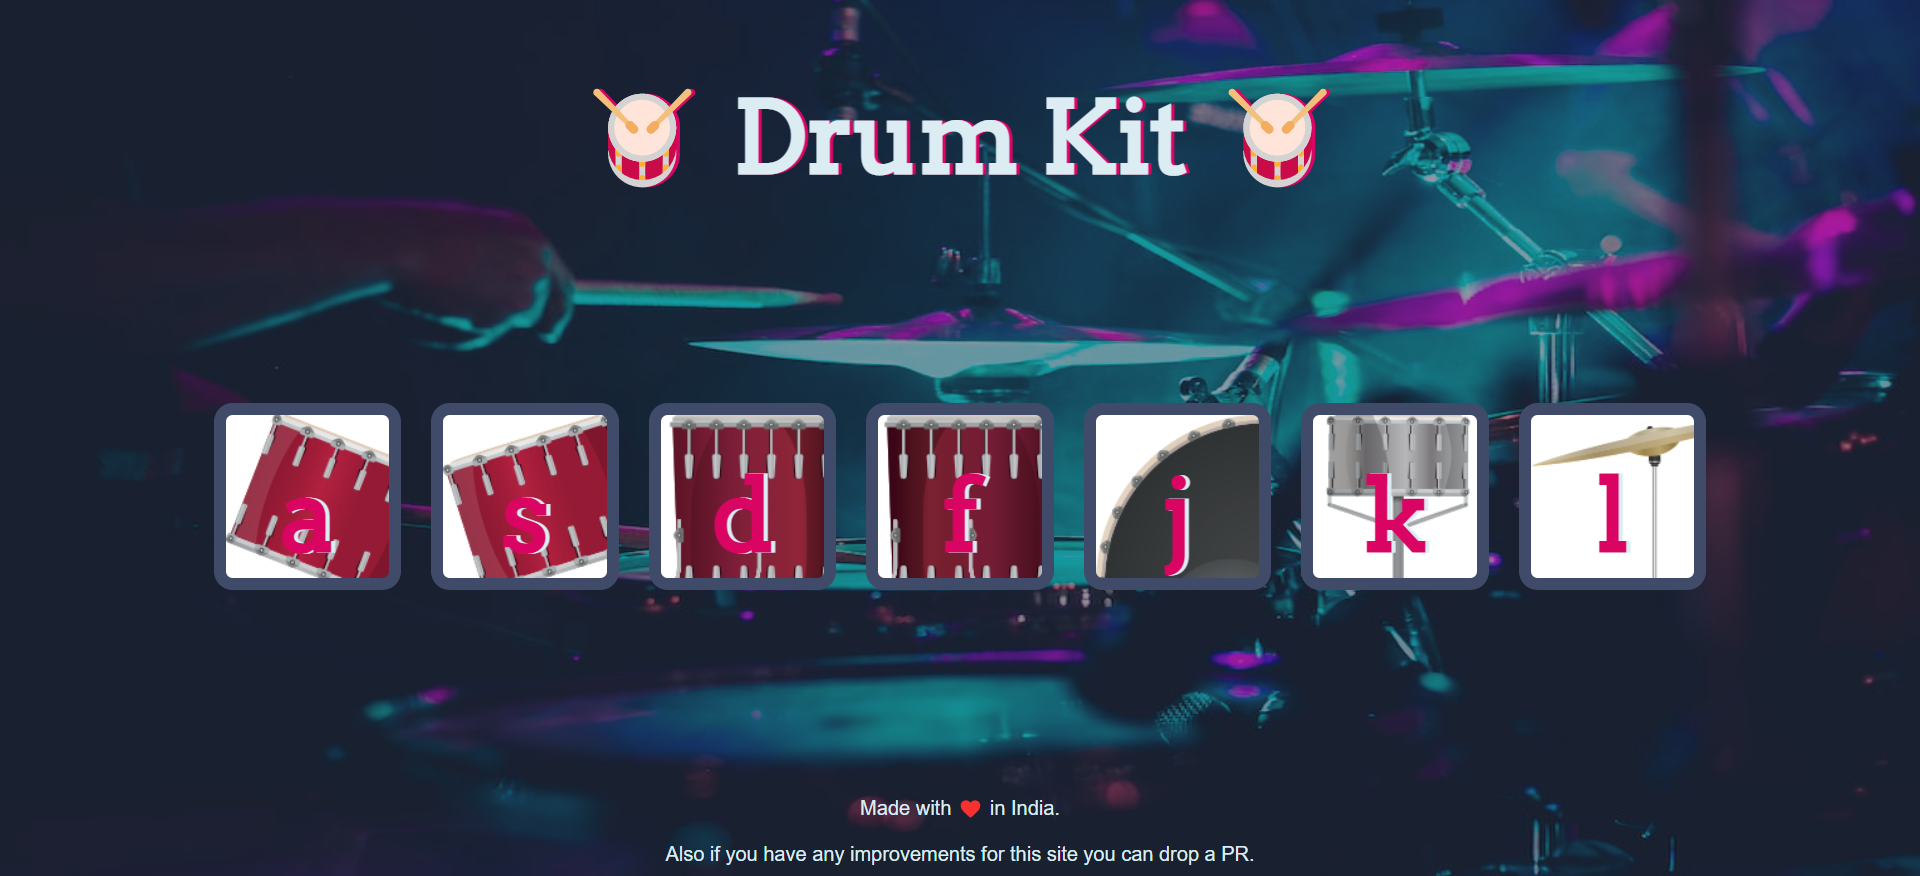 🥁 Drum Kit 🥁
a s d f j k l
Made with ❤️ in India.
Also if you have any improvements for this site you can drop a PR.